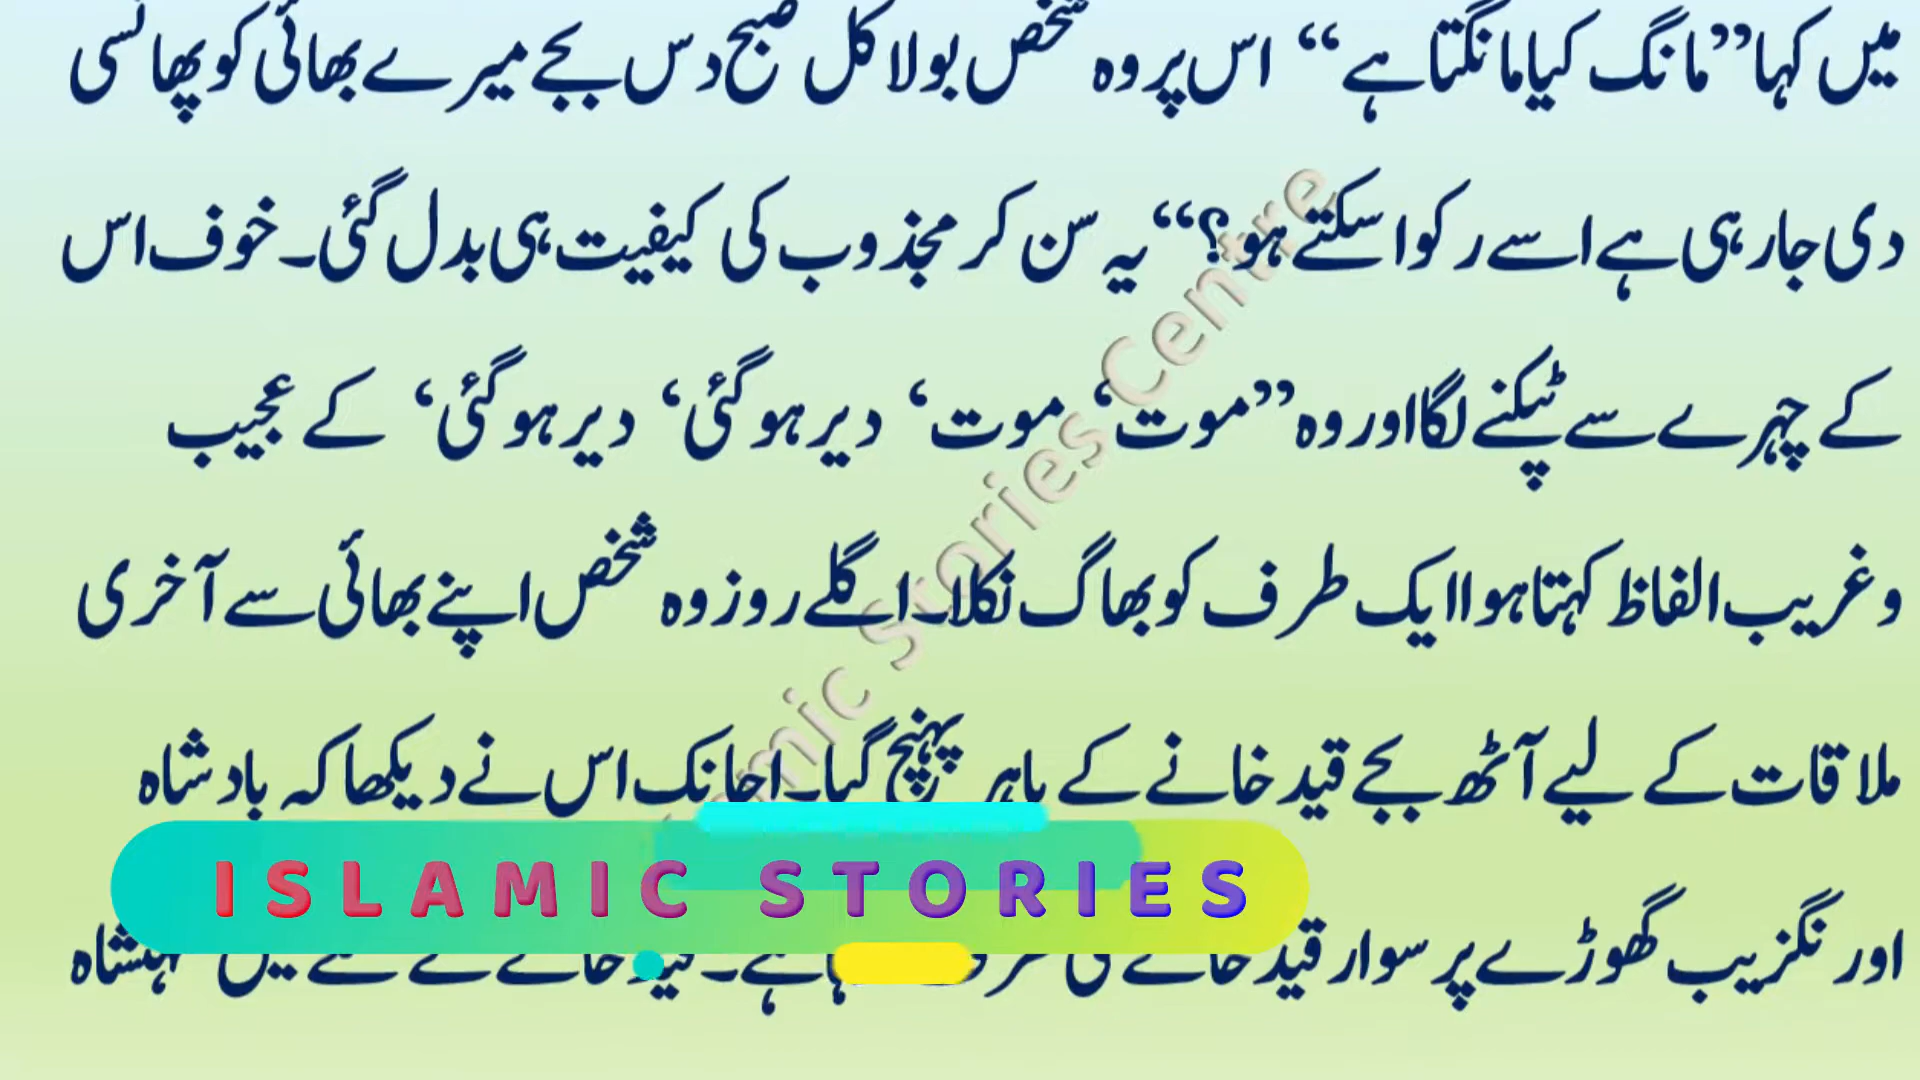 میں کہا ”مانگ کیا مانگتا ہے“ اس پر وہ شخص بولا کل صبح دس بجے میرے بھائی کو پھانسی
دی جا رہی ہے اسے رکوا سکتے ہو؟“ یہ سن کر مجذوب کی کیفیت ہی بدل گئی۔ خوف اس
کے چہرے سے ٹپکنے لگا اور وہ ”موت‘ موت‘ دیر ہو گئی‘ دیر ہو گئی‘ کے عجیب
و غریب الفاظ کہتا ہوا ایک طرف کو بھاگ نکلا۔ اگلے روز وہ شخص اپنے بھائی سے آخری
ملاقات کے لیے آٹھ بجے قید خانے کے باہر پہنچ گیا۔ اچانک اس نے دیکھا کہ بادشاہ
ISLAMIC STORIES
اورنگزیب گھوڑے پر سوار قید خانے کی ہے۔
Stories Centre